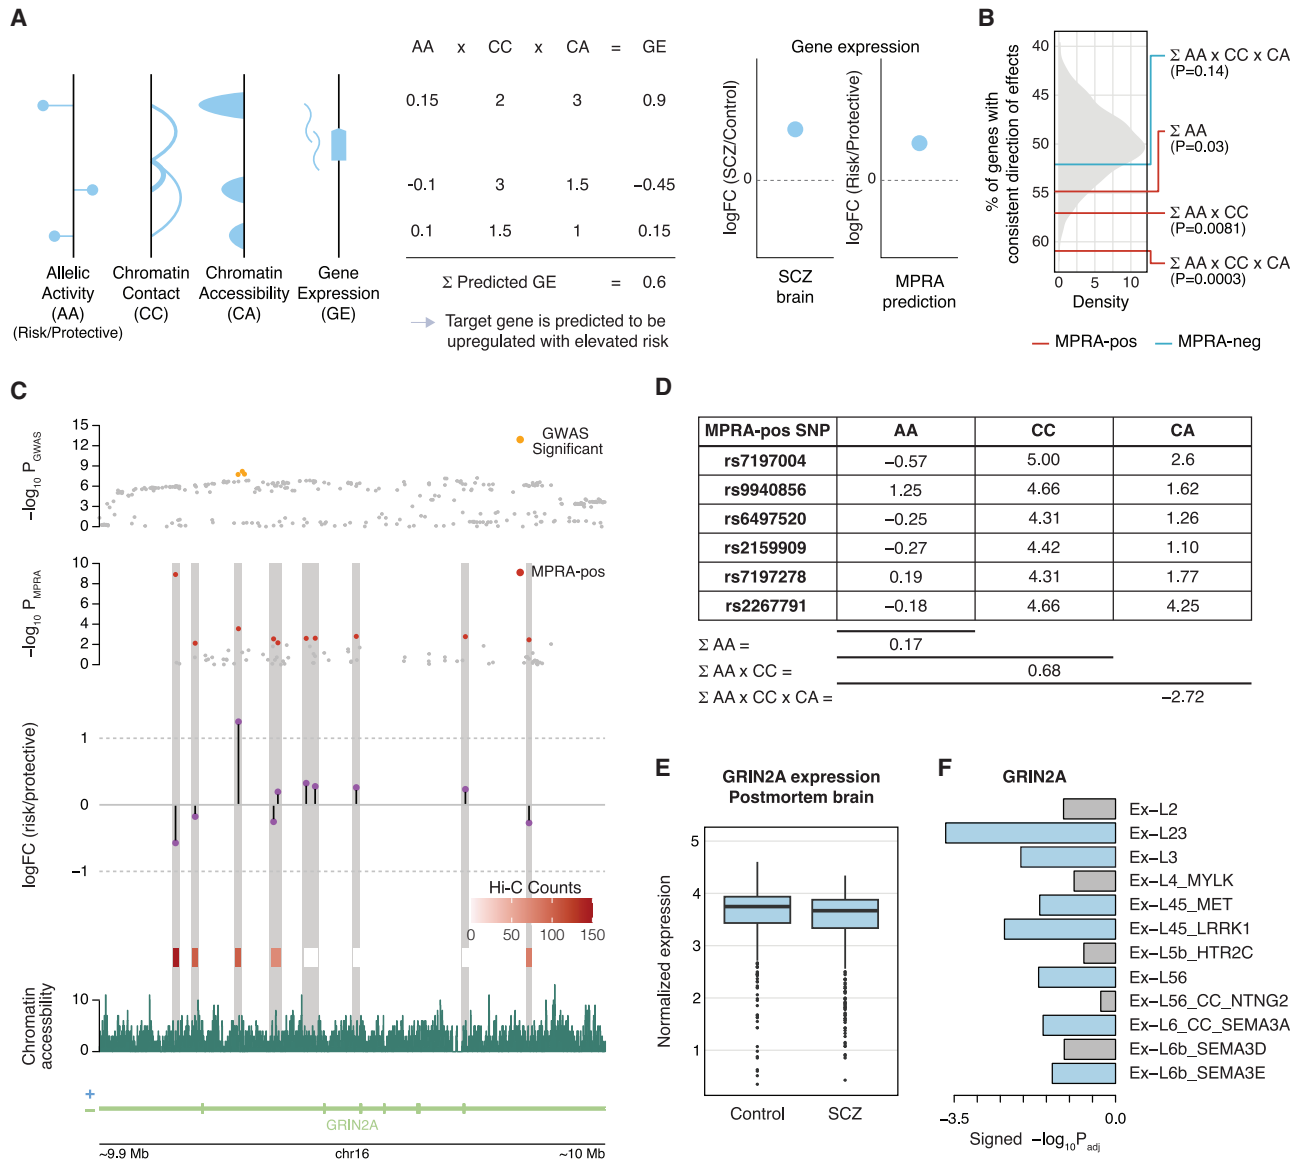 A
AA x CC x CA = GE
0.15 2 3 0.9
-0.1 3 1.5 -0.45
0.1 1.5 1 0.15
Σ Predicted GE = 0.6
Target gene is predicted to be
upregulated with elevated risk
Allelic
Activity
(AA)
(Risk/Protective)
Chromatin
Contact
(CC)
Chromatin
Accessibility
(CA)
Gene
Expression
(GE)
Gene expression
logFC (SCZ/Control)
0
SCZ
brain
logFC (Risk/Protective)
0
MPRA
prediction
B
% of genes with
consistent direction of effects
40
45
50
55
60
0 5 10
Density
Σ AA x CC x CA
(P=0.14)
Σ AA
(P=0.03)
Σ AA x CC
(P=0.0081)
Σ AA x CC x CA
(P=0.0003)
MPRA-pos MPRA-neg
C
−log10 PGWAS
15
12
9
6
3
0
GWAS
Significant
−log10 PMPRA
10
8
6
4
2
0
MPRA-pos
logFC (risk/protective)
1
0
−1
Hi-C Counts
0 50 100 150
Chromatin
accessibility
10
0
+
−
GRIN2A
~9.9 Mb chr16 ~10 Mb
D
MPRA-pos SNP AA CC CA
rs7197004 −0.57 5.00 2.6
rs9940856 1.25 4.66 1.62
rs6497520 −0.25 4.31 1.26
rs2159909 −0.27 4.42 1.10
rs7197278 0.19 4.31 1.77
rs2267791 −0.18 4.66 4.25
Σ AA = 0.17
Σ AA x CC = 0.68
Σ AA x CC x CA = −2.72
E
GRIN2A expression
Postmortem brain
Normalized expression
5
4
3
2
1
Control SCZ
F
GRIN2A
Ex−L2
Ex−L23
Ex−L3
Ex−L4_MYLK
Ex−L45_MET
Ex−L45_LRRK1
Ex−L5b_HTR2C
Ex−L56
Ex−L56_CC_NTNG2
Ex−L6_CC_SEMA3A
Ex−L6b_SEMA3D
Ex−L6b_SEMA3E
−3.5 0.0
Signed −log10Padj